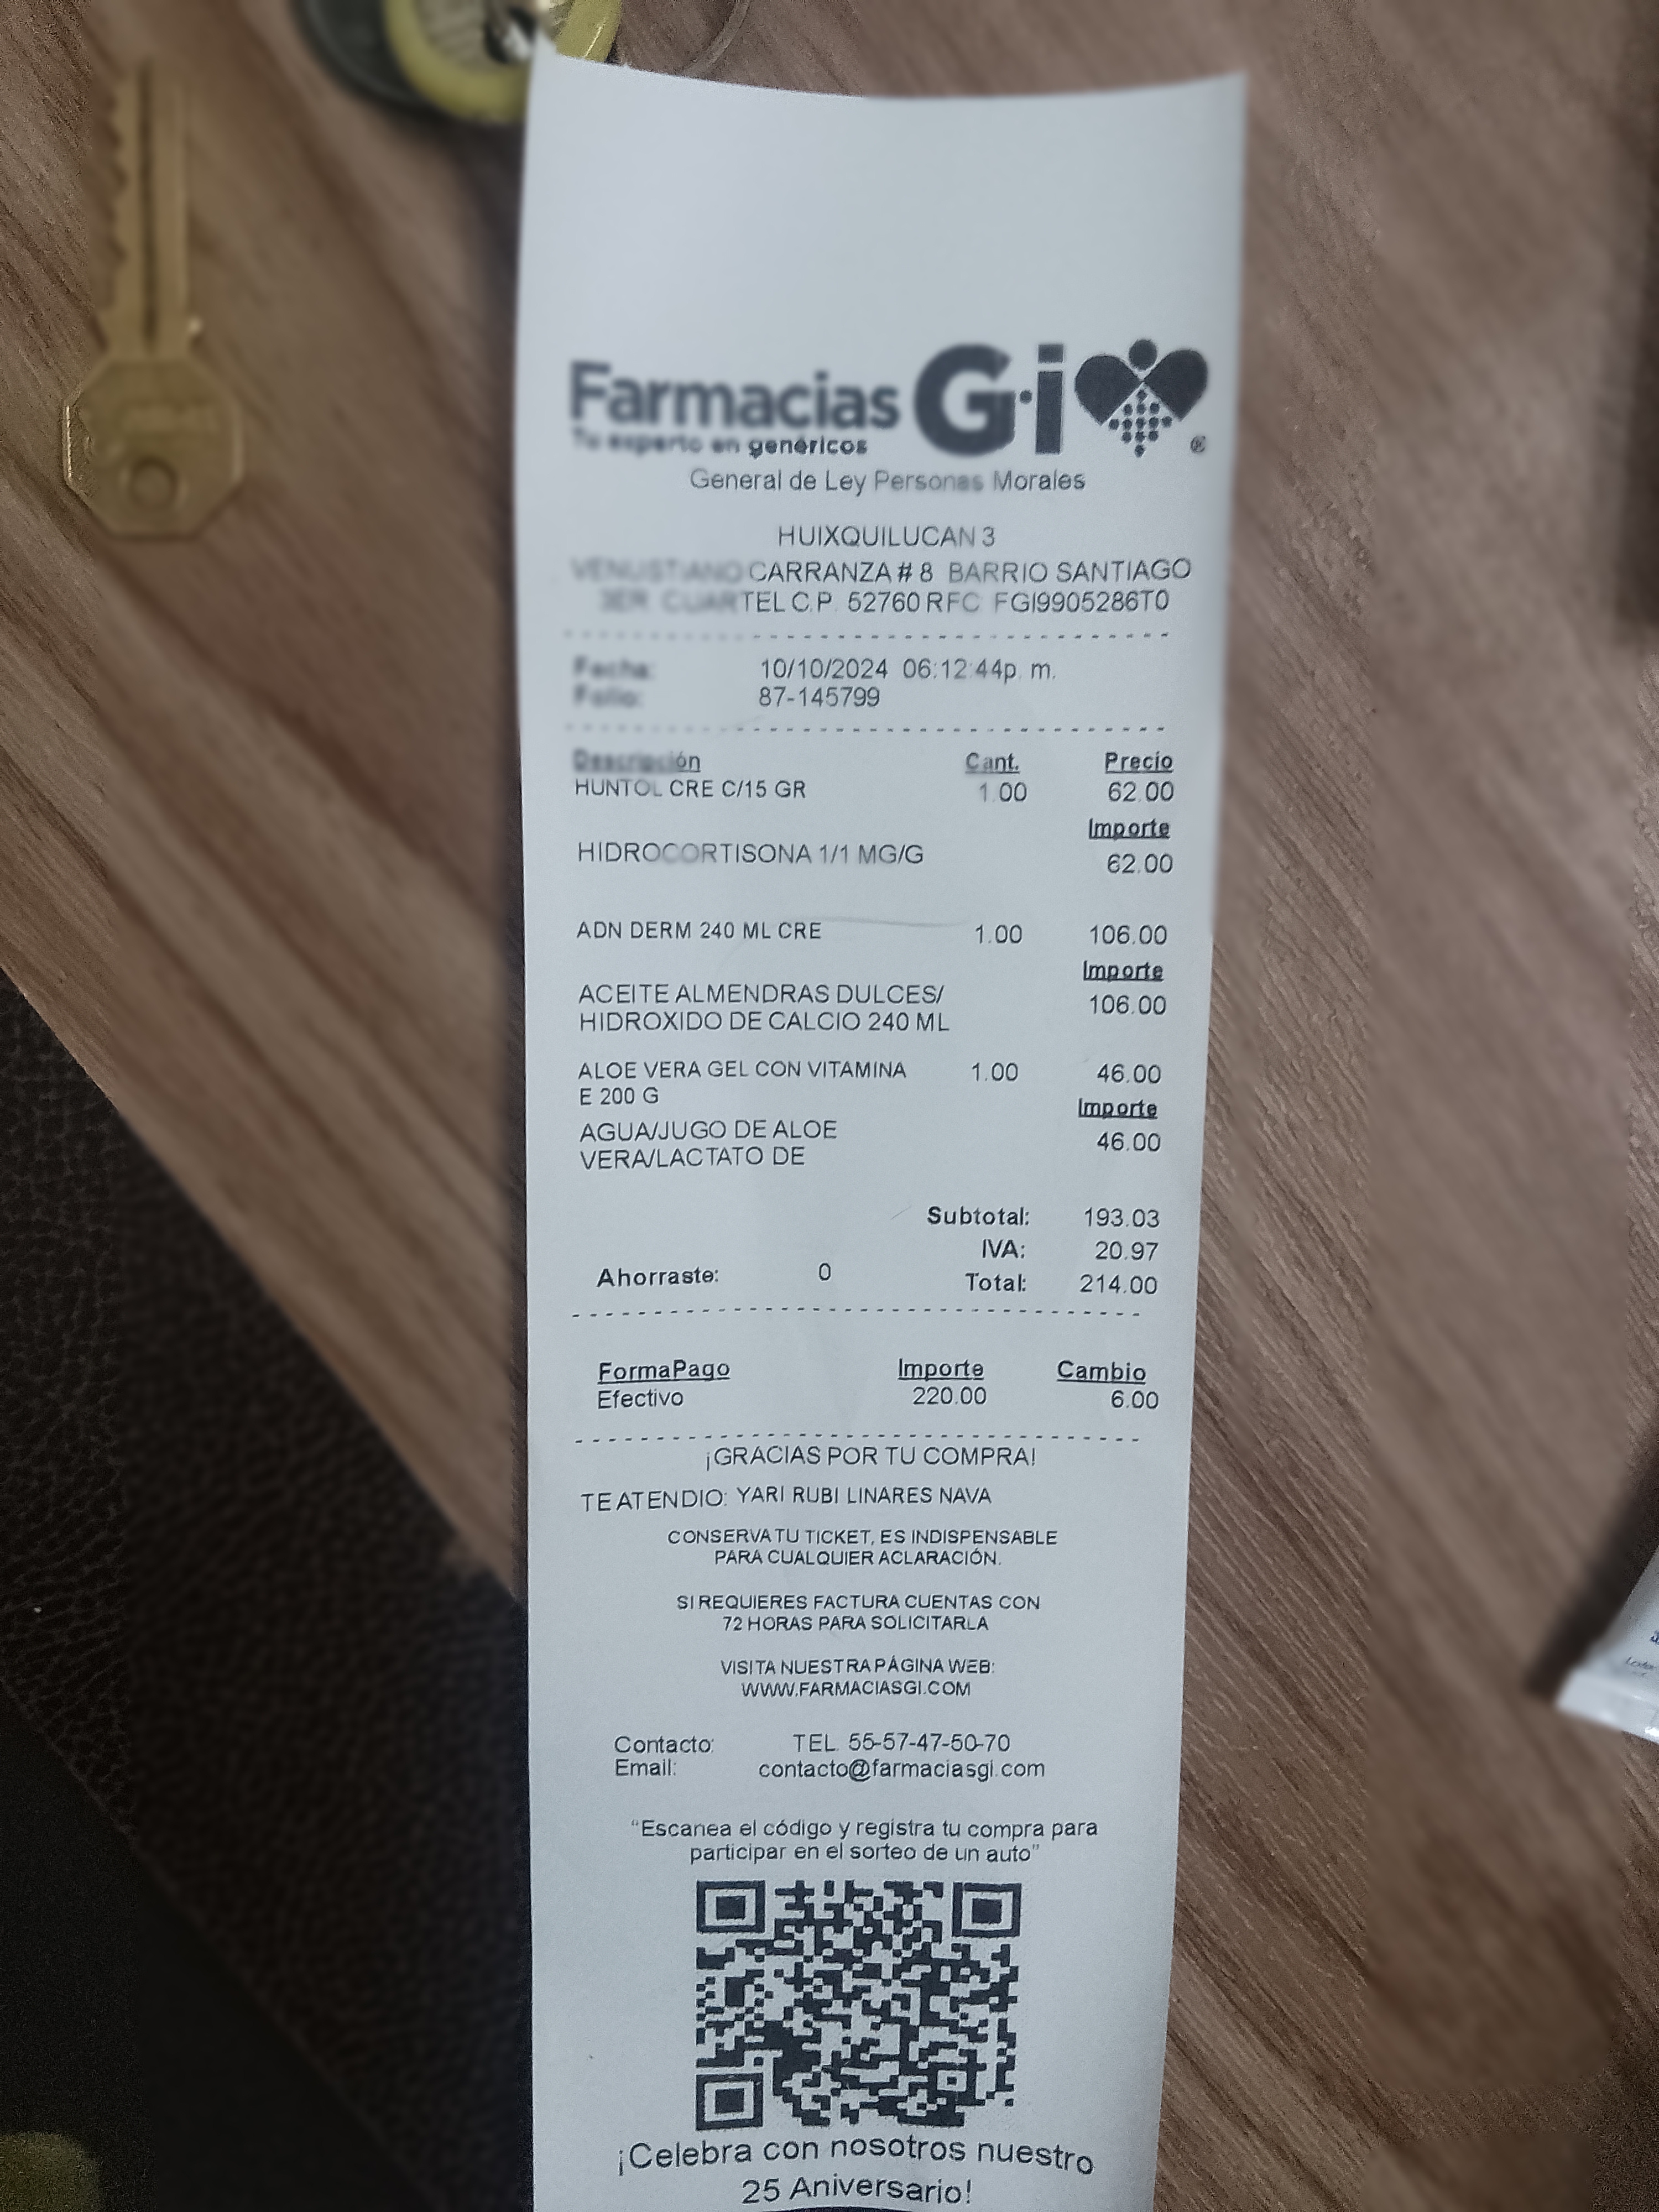 Farmacias G·i ®
Tu experto en genéricos
General de Ley Personas Morales
HUIXQUILUCAN 3
VENUSTIANO CARRANZA # 8 BARRIO SANTIAGO
3ER CUARTEL C.P. 52760 RFC FGI9905286T0
Fecha: 10/10/2024 06:12:44p. m.
Folio: 87-145799
Descripción Cant. Precio
HUNTOL CRE C/15 GR 1.00 62.00
Importe
HIDROCORTISONA 1/1 MG/G 62.00
ADN DERM 240 ML CRE 1.00 106.00
Importe
ACEITE ALMENDRAS DULCES/ 106.00
HIDROXIDO DE CALCIO 240 ML
ALOE VERA GEL CON VITAMINA 1.00 46.00
E 200 G
Importe
AGUA/JUGO DE ALOE 46.00
VERA/LACTATO DE
Subtotal: 193.03
IVA: 20.97
Ahorraste: 0 Total: 214.00
FormaPago Importe Cambio
Efectivo 220.00 6.00
¡GRACIAS POR TU COMPRA!
TE ATENDIO: YARI RUBI LINARES NAVA
CONSERVA TU TICKET, ES INDISPENSABLE
PARA CUALQUIER ACLARACIÓN.
SI REQUIERES FACTURA CUENTAS CON
72 HORAS PARA SOLICITARLA
VISITA NUESTRA PÁGINA WEB:
WWW.FARMACIASGI.COM
Contacto: TEL. 55-57-47-50-70
Email: contacto@farmaciasgi.com
"Escanea el código y registra tu compra para
participar en el sorteo de un auto"
¡Celebra con nosotros nuestro
25 Aniversario!